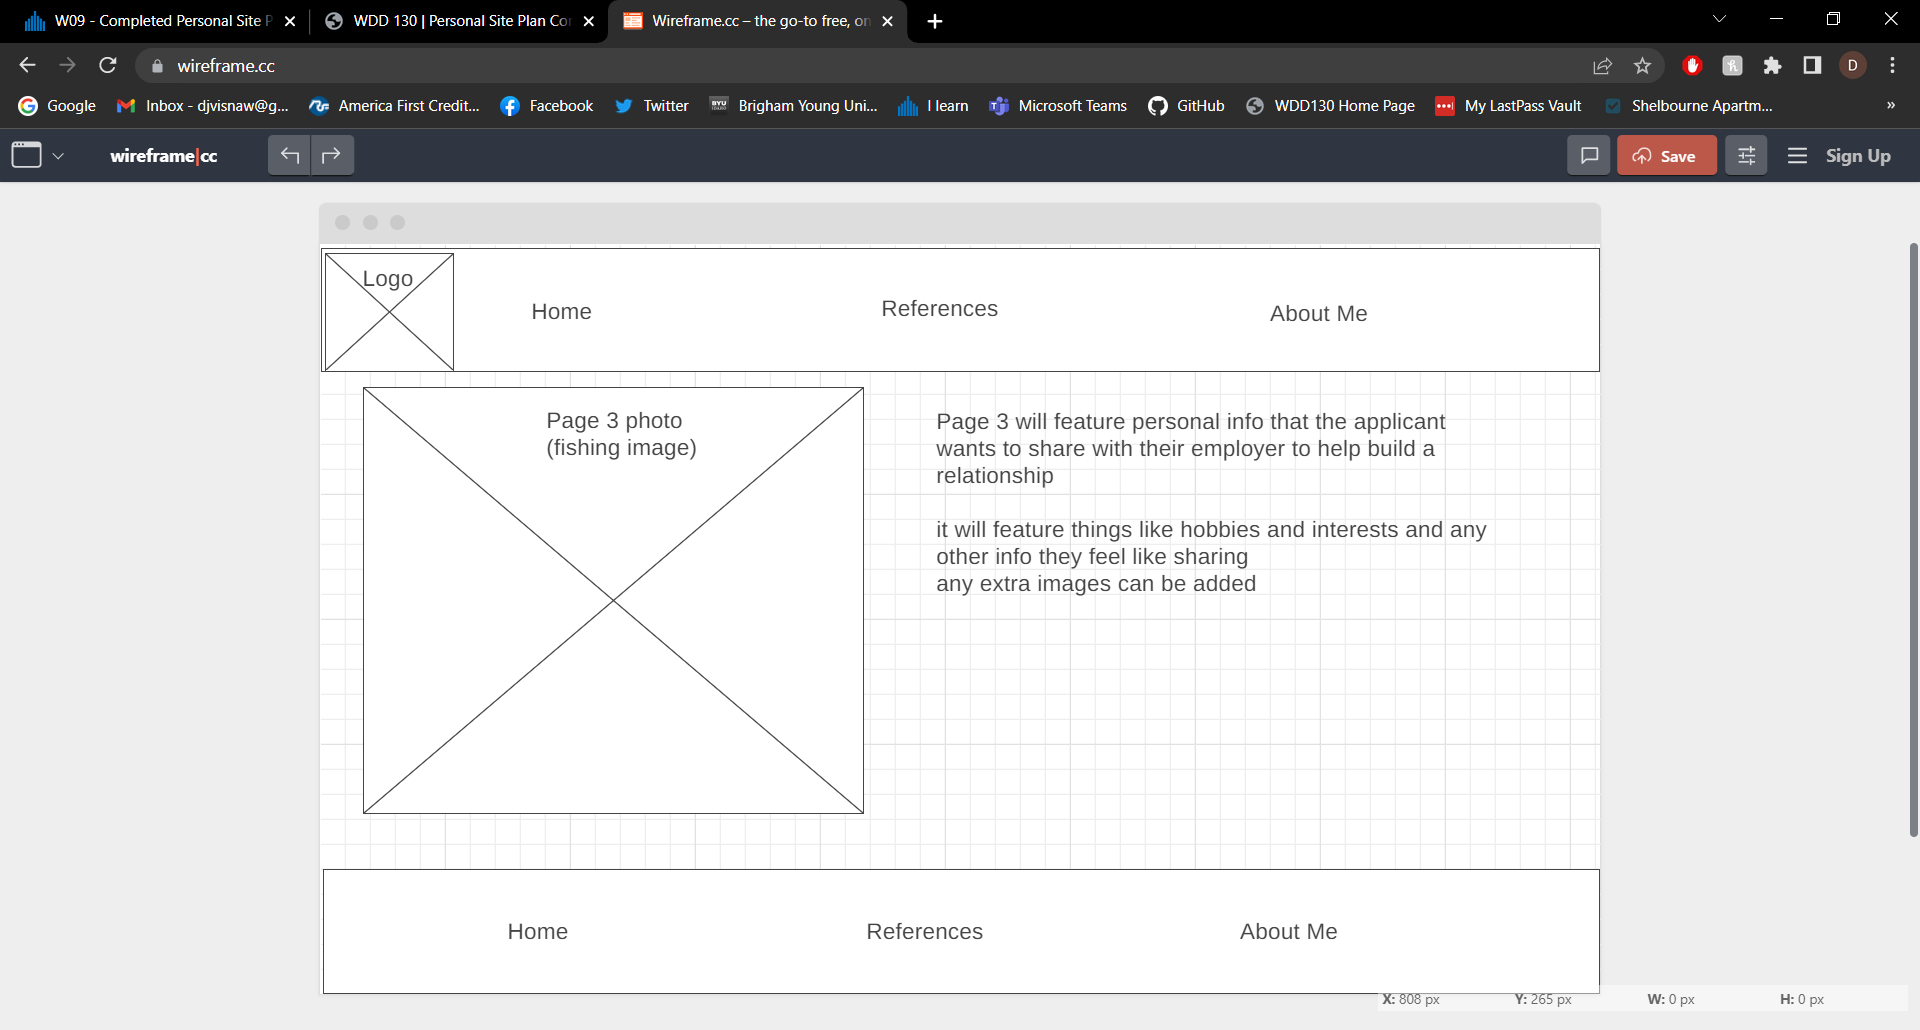 W09 - Completed Personal Site P
WDD 130 | Personal Site Plan Cor
Wireframe.cc – the go-to free, on
wireframe.cc
D
Google
Inbox - djvisnaw@g...
America First Credit...
Facebook
Twitter
BYU
Brigham Young Uni...
I learn
Microsoft Teams
GitHub
WDD130 Home Page
My LastPass Vault
Shelbourne Apartm...
»
wireframe|cc
Save
Sign Up
Logo
Home
References
About Me
Page 3 photo
(fishing image)
Page 3 will feature personal info that the applicant
wants to share with their employer to help build a
relationship
it will feature things like hobbies and interests and any
other info they feel like sharing
any extra images can be added
Home
References
About Me
X: 808 px
Y: 265 px
W: 0 px
H: 0 px